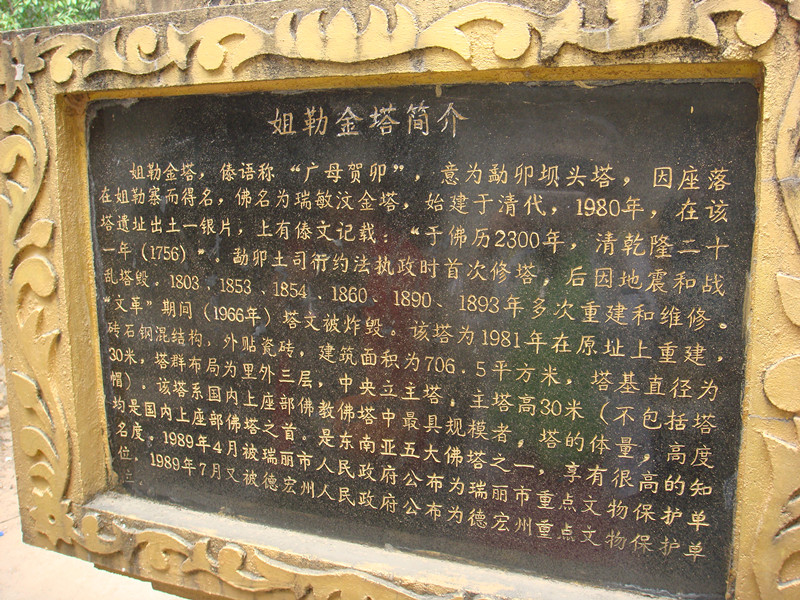 姐勒金塔简介
姐勒金塔，傣语称“广母贺卯”，意为勐卯坝头塔，因座落
在姐勒寨而得名，佛名为瑞敏汶金塔，始建于清代，1980年，在该
塔遗址出土一银片，上有傣文记载：“于佛历2300年，清乾隆二十
一年（1756）”。勐卯土司衎约法执政时首次修塔，后因地震和战
乱塔毁。1803、1853、1854、1860、1890、1893年多次重建和维修。
“文革”期间（1966年）塔又被炸毁。该塔为1981年在原址上重建，
砖石钢混结构，外贴瓷砖，建筑面积为706.5平方米，塔基直径为
30米，塔群布局为里外三层，中央立主塔，主塔高30米（不包括塔
帽）。该塔系国内上座部佛教佛塔中最具规模者，塔的体量，高度
均是国内上座部佛塔之首。是东南亚五大佛塔之一，享有很高的知
名度。1989年4月被瑞丽市人民政府公布为瑞丽市重点文物保护单
位，1989年7月又被德宏州人民政府公布为德宏州重点文物保护单
位。